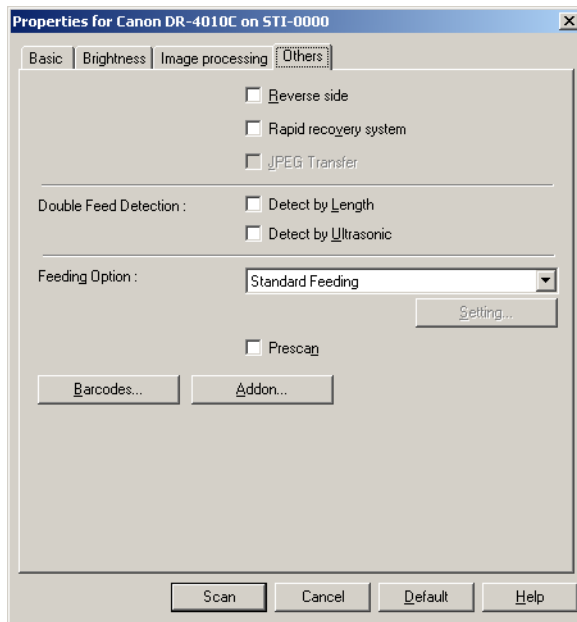 Properties for Canon DR-4010C on STI-0000
Basic Brightness Image processing Others
Reverse side
Rapid recovery system
JPEG Transfer
Double Feed Detection : Detect by Length
Detect by Ultrasonic
Feeding Option : Standard Feeding
Setting...
Prescan
Barcodes... Addon...
Scan Cancel Default Help